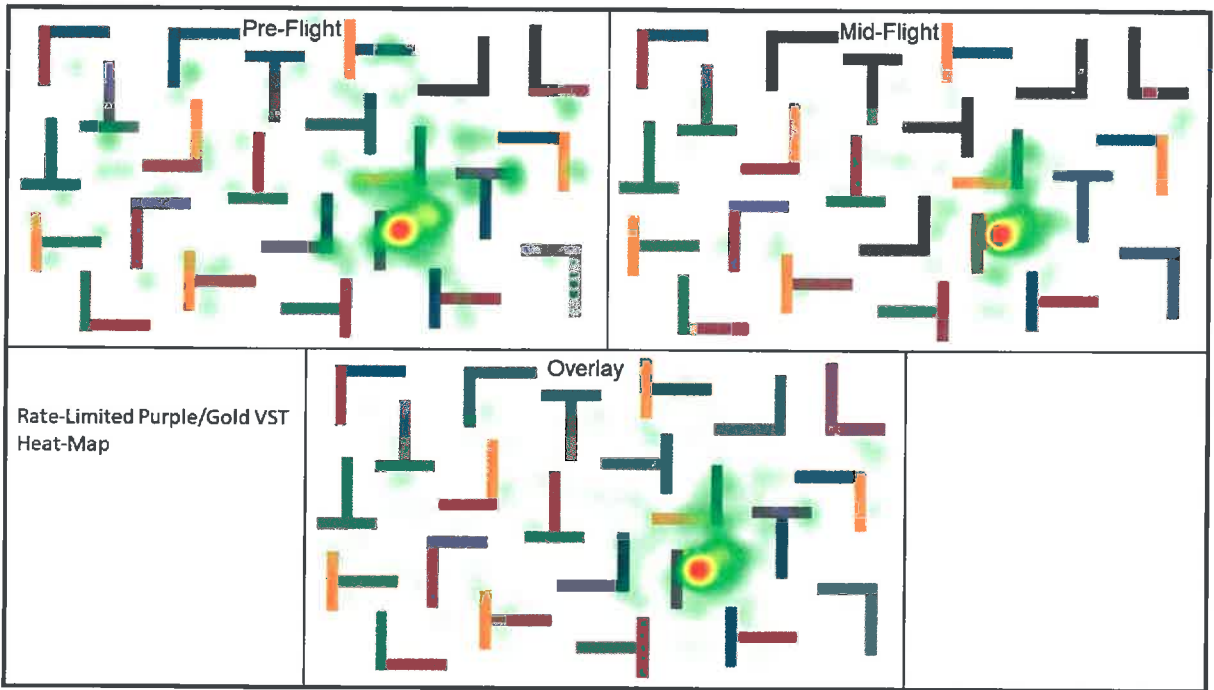 Pre-Flight
Mid-Flight
Overlay
Rate-Limited Purple/Gold VST
Heat-Map